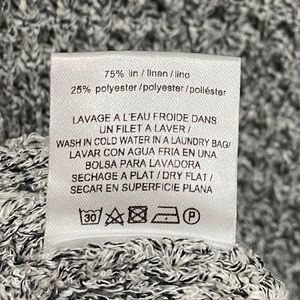 75% lin / linen / lino
25% polyester / polyester / poliéster
LAVAGE A L'EAU FROIDE DANS
UN FILET A LAVER /
WASH IN COLD WATER IN A LAUNDRY BAG/
LAVAR CON AGUA FRIA EN UNA
BOLSA PARA LAVADORA
SECHAGE A PLAT / DRY FLAT /
SECAR EN SUPERFICIE PLANA
30 P